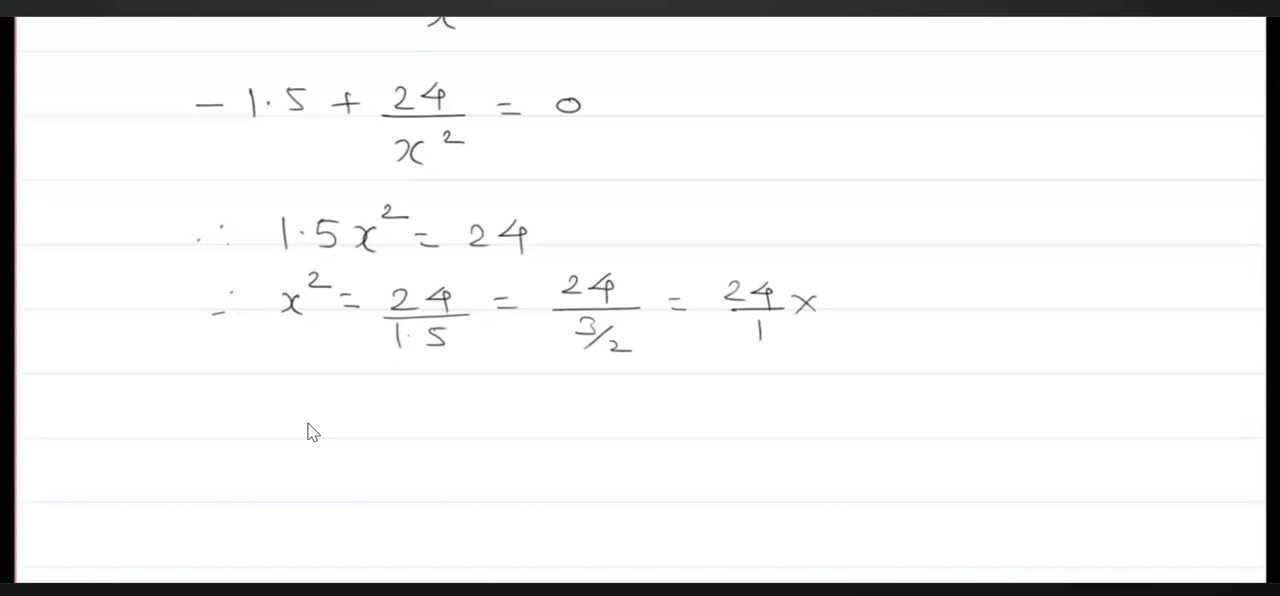 x
- 1.5 + 24/x² = 0
∴ 1.5x² = 24
∴ x² = 24/1.5 = 24/(3/2) = 24/1 ×